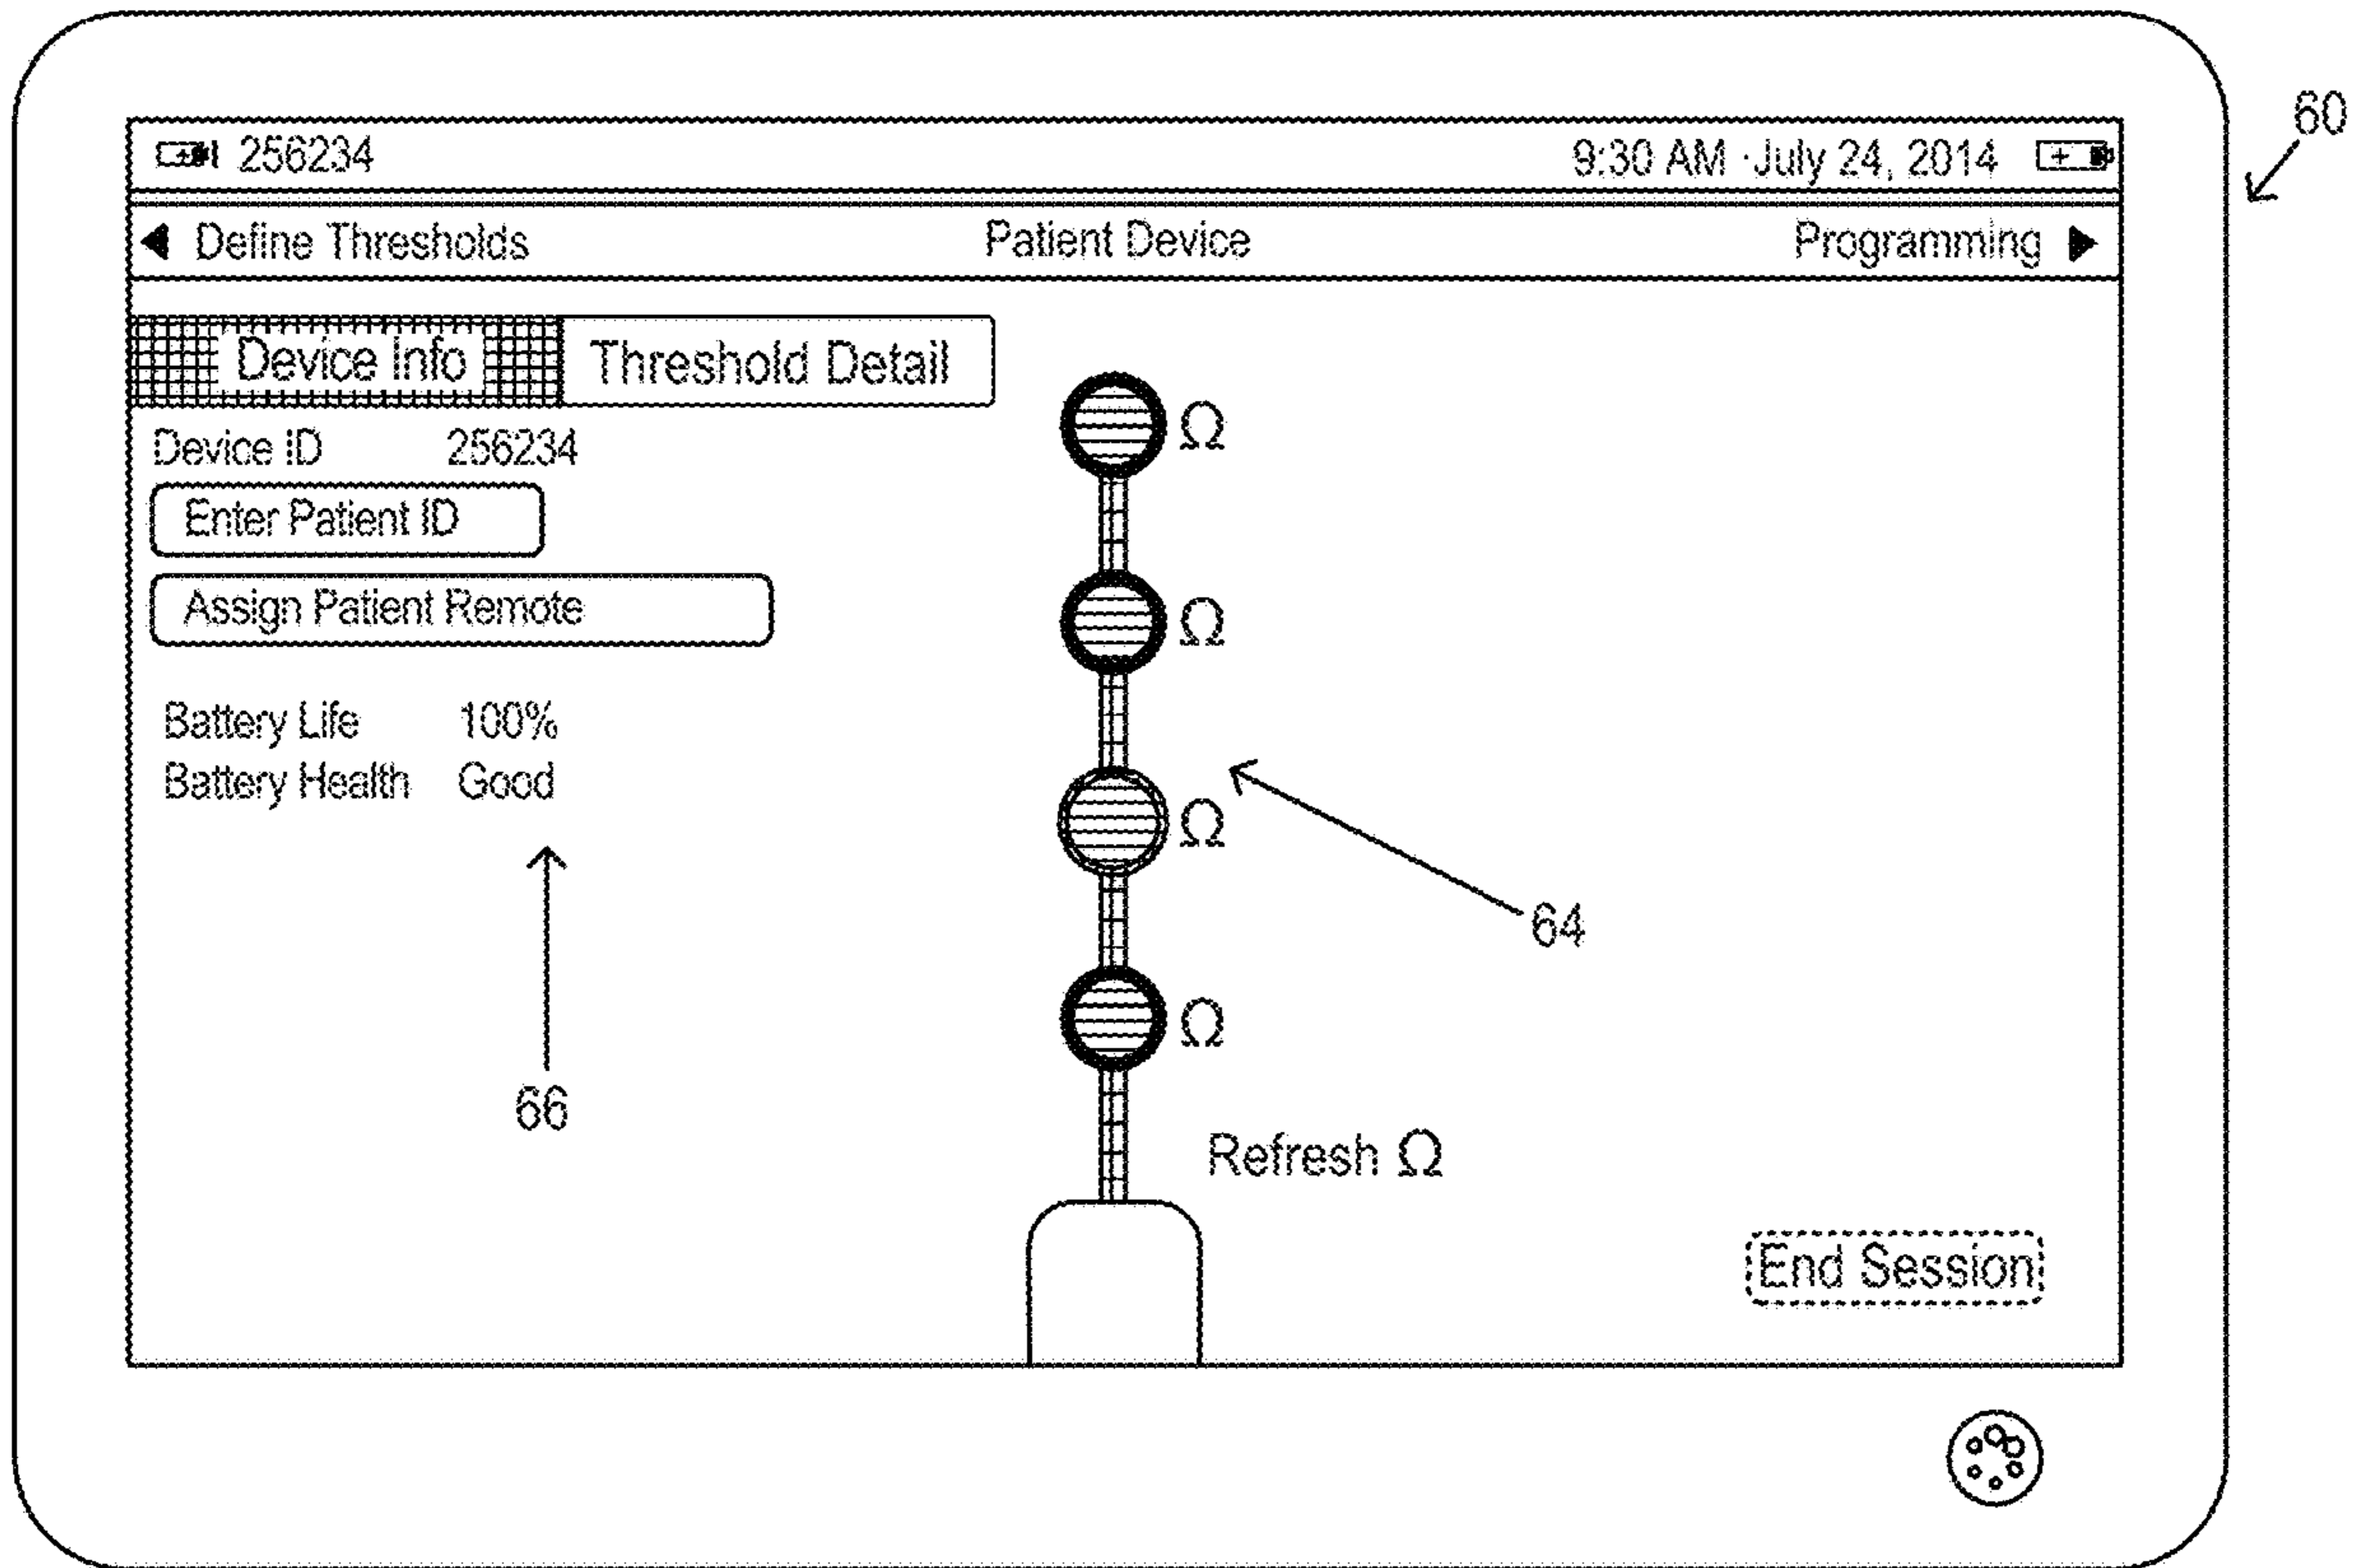 256234 9:30 AM ·July 24, 2014
60
◀ Define Thresholds Patient Device Programming ▶
Device Info Threshold Detail
Ω
Device ID 256234
Enter Patient ID
Assign Patient Remote
Ω
Battery Life 100%
Battery Health Good
Ω
64
Ω
66
Refresh Ω
End Session